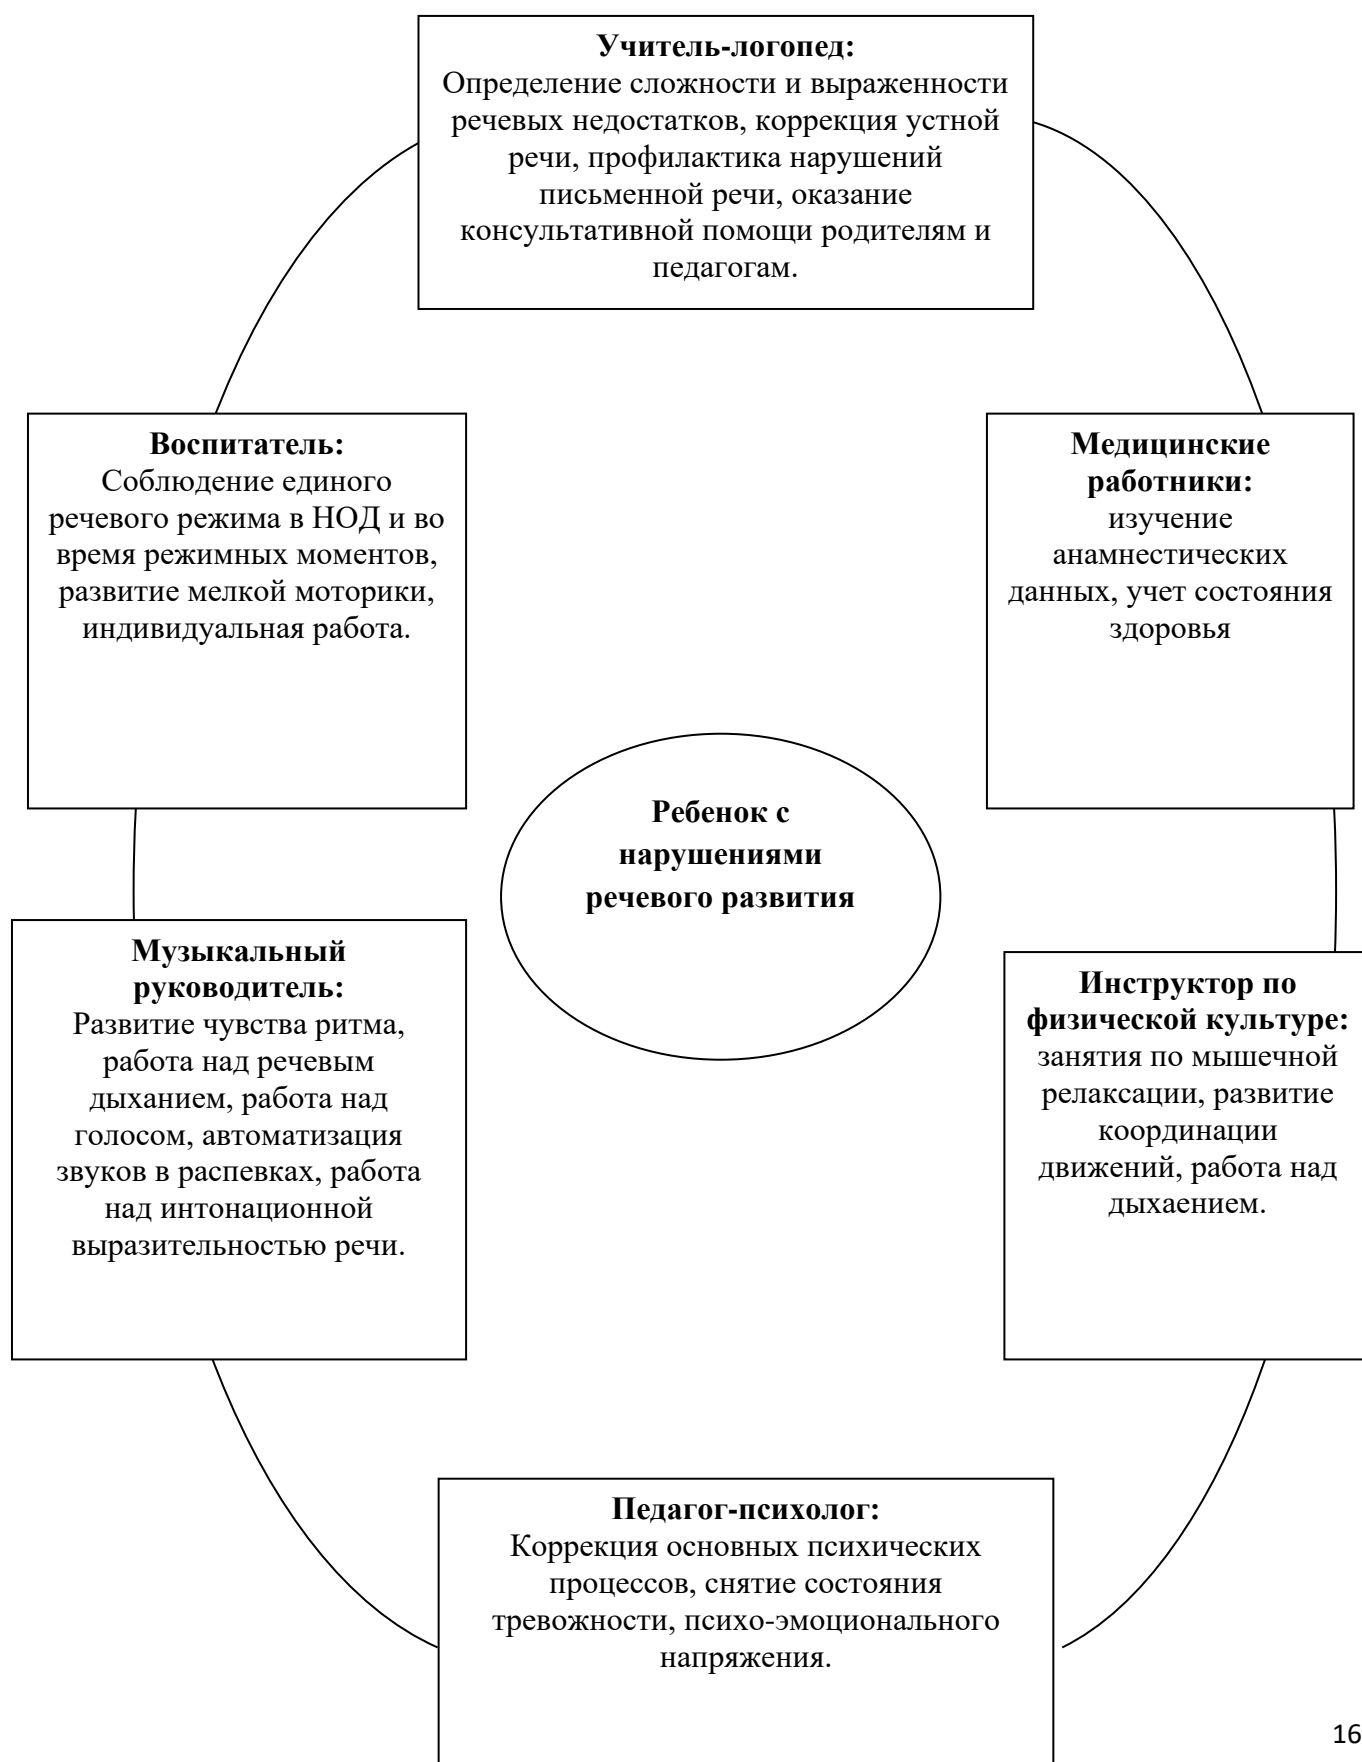 Учитель-логопед:
Определение сложности и выраженности
речевых недостатков, коррекция устной
речи, профилактика нарушений
письменной речи, оказание
консультативной помощи родителям и
педагогам.
Воспитатель:
Соблюдение единого
речевого режима в НОД и во
время режимных моментов,
развитие мелкой моторики,
индивидуальная работа.
Медицинские
работники:
изучение
анамнестических
данных, учет состояния
здоровья
Ребенок с
нарушениями
речевого развития
Музыкальный
руководитель:
Развитие чувства ритма,
работа над речевым
дыханием, работа над
голосом, автоматизация
звуков в распевках, работа
над интонационной
выразительностью речи.
Инструктор по
физической культуре:
занятия по мышечной
релаксации, развитие
координации
движений, работа над
дыхаением.
Педагог-психолог:
Коррекция основных психических
процессов, снятие состояния
тревожности, психо-эмоционального
напряжения.
16